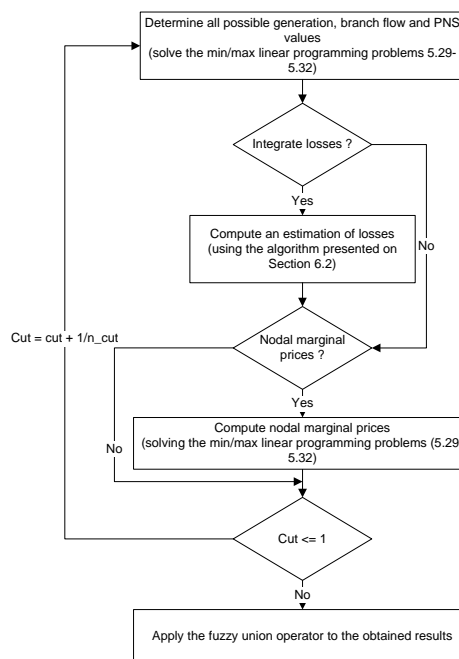 Determine all possible generation, branch flow and PNS
values
(solve the min/max linear programming problems 5.29-
5.32)
Integrate losses ?
Yes
No
Compute an estimation of losses
(using the algorithm presented on
Section 6.2)
Cut = cut + 1/n_cut
Nodal marginal
prices ?
Yes
No
Compute nodal marginal prices
(solving the min/max linear programming problems (5.29-
5.32)
Cut <= 1
No
Apply the fuzzy union operator to the obtained results